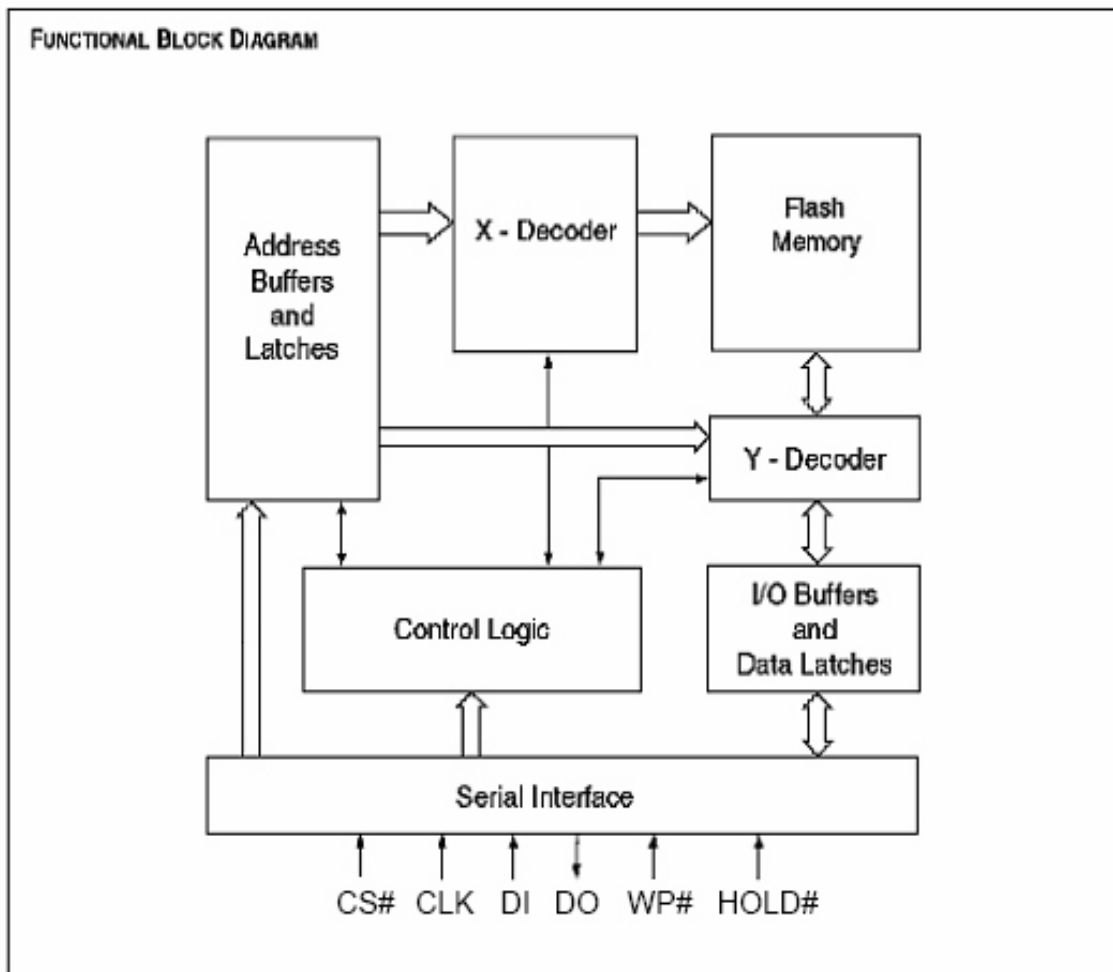 FUNCTIONAL BLOCK DIAGRAM
Address
Buffers
and
Latches
X - Decoder
Flash
Memory
Y - Decoder
Control Logic
I/O Buffers
and
Data Latches
Serial Interface
CS# CLK DI DO WP# HOLD#